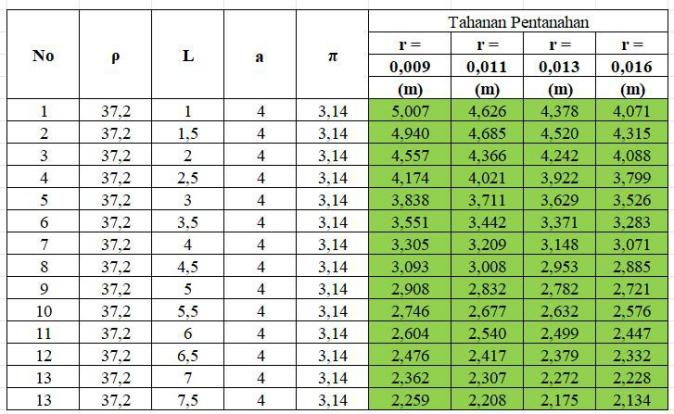 No ρ L a π Tahanan Pentanahan
r = r = r = r =
0,009 0,011 0,013 0,016
(m) (m) (m) (m)
1 37,2 1 4 3,14 5,007 4,626 4,378 4,071
2 37,2 1,5 4 3,14 4,940 4,685 4,520 4,315
3 37,2 2 4 3,14 4,557 4,366 4,242 4,088
4 37,2 2,5 4 3,14 4,174 4,021 3,922 3,799
5 37,2 3 4 3,14 3,838 3,711 3,629 3,526
6 37,2 3,5 4 3,14 3,551 3,442 3,371 3,283
7 37,2 4 4 3,14 3,305 3,209 3,148 3,071
8 37,2 4,5 4 3,14 3,093 3,008 2,953 2,885
9 37,2 5 4 3,14 2,908 2,832 2,782 2,721
10 37,2 5,5 4 3,14 2,746 2,677 2,632 2,576
11 37,2 6 4 3,14 2,604 2,540 2,499 2,447
12 37,2 6,5 4 3,14 2,476 2,417 2,379 2,332
13 37,2 7 4 3,14 2,362 2,307 2,272 2,228
13 37,2 7,5 4 3,14 2,259 2,208 2,175 2,134